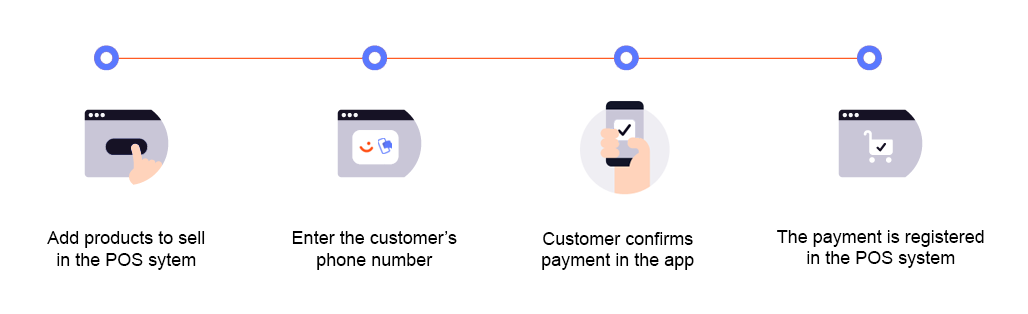 Add products to sell
in the POS sytem
Enter the customer’s
phone number
Customer confirms
payment in the app
The payment is registered
in the POS system